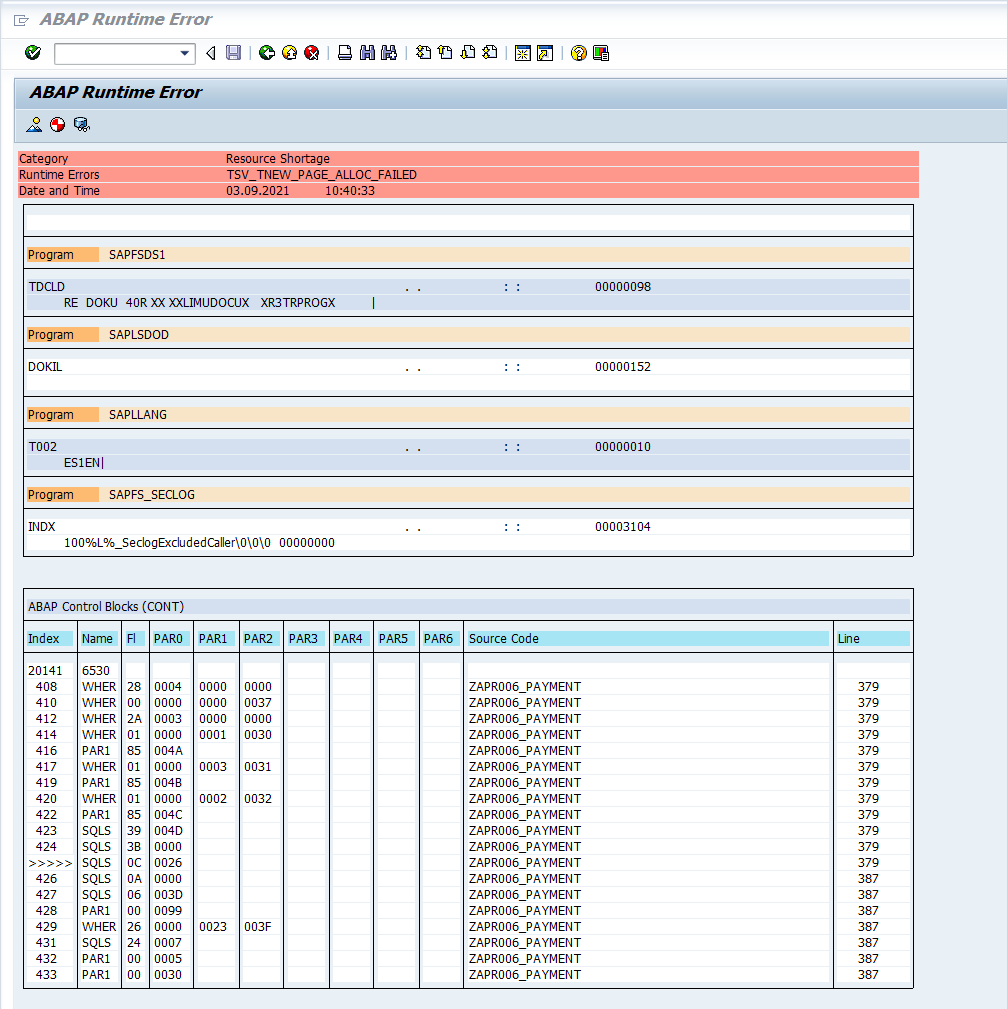 ABAP Runtime Error
ABAP Runtime Error
Category Resource Shortage
Runtime Errors TSV_TNEW_PAGE_ALLOC_FAILED
Date and Time 03.09.2021 10:40:33
Program SAPFSDS1
TDCLD . . : : 00000098
RE DOKU 40R XX XXLIMUDOCUX XR3TRPROGX |
Program SAPLSDOD
DOKIL . . : : 00000152
Program SAPLLANG
T002 . . : : 00000010
ES1EN|
Program SAPFS_SECLOG
INDX . . : : 00003104
100%L%_SeclogExcludedCaller\0\0\0 00000000
ABAP Control Blocks (CONT)
Index Name Fl PAR0 PAR1 PAR2 PAR3 PAR4 PAR5 PAR6 Source Code Line
20141 6530
408 WHER 28 0004 0000 0000 ZAPR006_PAYMENT 379
410 WHER 00 0000 0000 0037 ZAPR006_PAYMENT 379
412 WHER 2A 0003 0000 0000 ZAPR006_PAYMENT 379
414 WHER 01 0000 0001 0030 ZAPR006_PAYMENT 379
416 PAR1 85 004A ZAPR006_PAYMENT 379
417 WHER 01 0000 0003 0031 ZAPR006_PAYMENT 379
419 PAR1 85 004B ZAPR006_PAYMENT 379
420 WHER 01 0000 0002 0032 ZAPR006_PAYMENT 379
422 PAR1 85 004C ZAPR006_PAYMENT 379
423 SQLS 39 004D ZAPR006_PAYMENT 379
424 SQLS 3B 0000 ZAPR006_PAYMENT 379
>>>>> SQLS 0C 0026 ZAPR006_PAYMENT 379
426 SQLS 0A 0000 ZAPR006_PAYMENT 387
427 SQLS 06 003D ZAPR006_PAYMENT 387
428 PAR1 00 0099 ZAPR006_PAYMENT 387
429 WHER 26 0000 0023 003F ZAPR006_PAYMENT 387
431 SQLS 24 0007 ZAPR006_PAYMENT 387
432 PAR1 00 0005 ZAPR006_PAYMENT 387
433 PAR1 00 0030 ZAPR006_PAYMENT 387